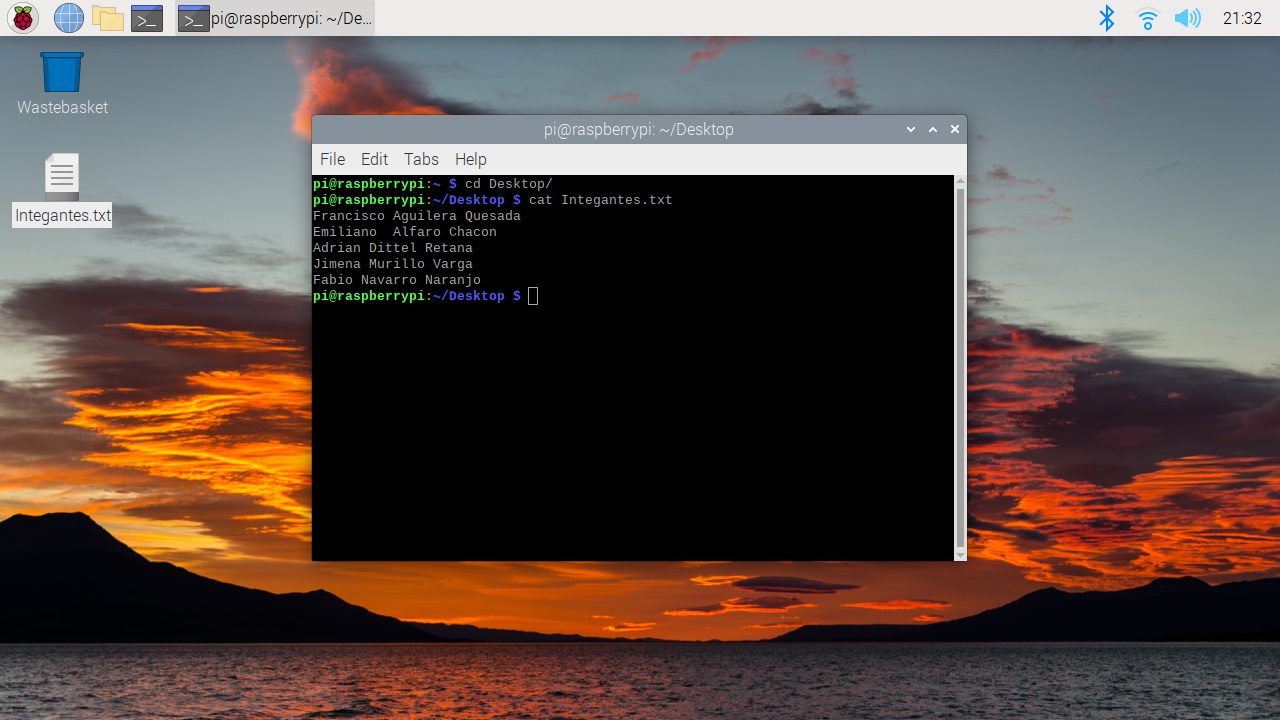 pi@raspberrypi: ~/De...
21:32
Wastebasket
Integantes.txt
pi@raspberrypi: ~/Desktop
File Edit Tabs Help
pi@raspberrypi:~ $ cd Desktop/
pi@raspberrypi:~/Desktop $ cat Integantes.txt
Francisco Aguilera Quesada
Emiliano  Alfaro Chacon
Adrian Dittel Retana
Jimena Murillo Varga
Fabio Navarro Naranjo
pi@raspberrypi:~/Desktop $